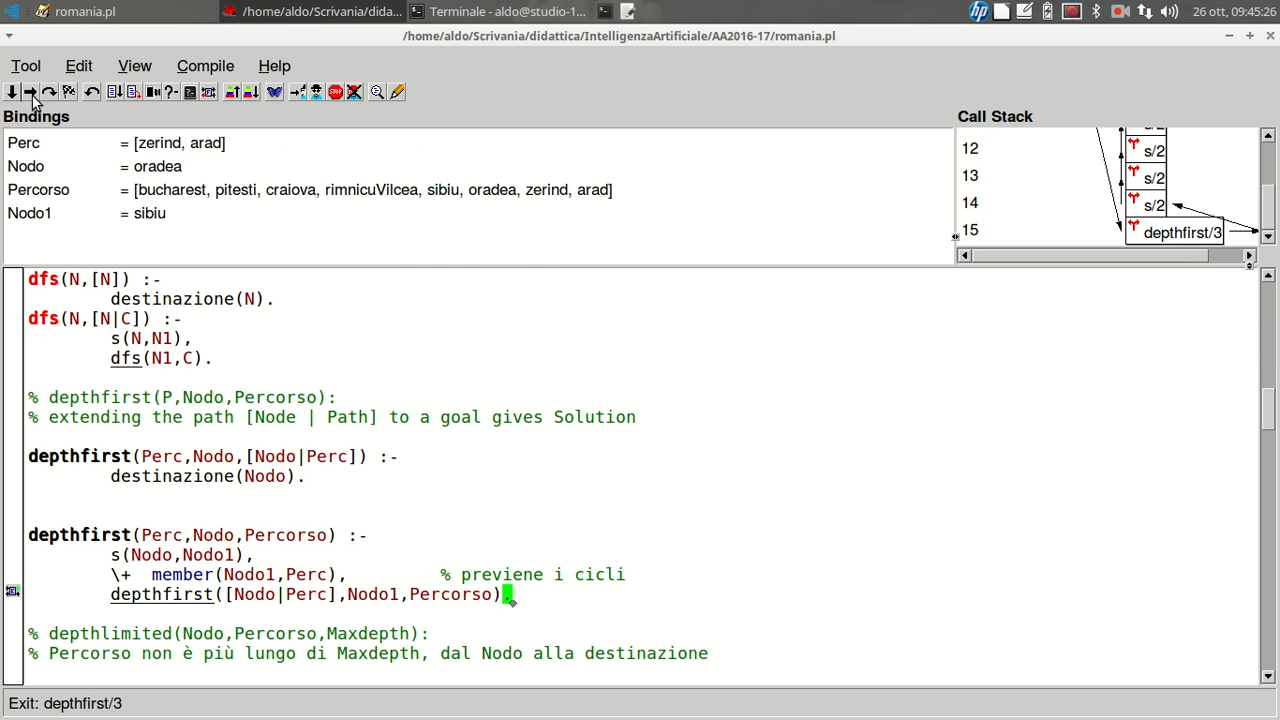 romania.pl
/home/aldo/Scrivania/dida...
Terminale - aldo@studio-1...
26 ott, 09:45:26
/home/aldo/Scrivania/didattica/IntelligenzaArtificiale/AA2016-17/romania.pl
Tool Edit View Compile Help
Bindings
Call Stack
Perc = [zerind, arad]
Nodo = oradea
Percorso = [bucharest, pitesti, craiova, rimnicuVilcea, sibiu, oradea, zerind, arad]
Nodo1 = sibiu
12 s/2
13 s/2
14 s/2
15 depthfirst/3
dfs(N,[N]) :-
destinazione(N).
dfs(N,[N|C]) :-
s(N,N1),
dfs(N1,C).
% depthfirst(P,Nodo,Percorso):
% extending the path [Node | Path] to a goal gives Solution
depthfirst(Perc,Nodo,[Nodo|Perc]) :-
destinazione(Nodo).
depthfirst(Perc,Nodo,Percorso) :-
s(Nodo,Nodo1),
\+ member(Nodo1,Perc), % previene i cicli
depthfirst([Nodo|Perc],Nodo1,Percorso).
% depthlimited(Nodo,Percorso,Maxdepth):
% Percorso non è più lungo di Maxdepth, dal Nodo alla destinazione
Exit: depthfirst/3